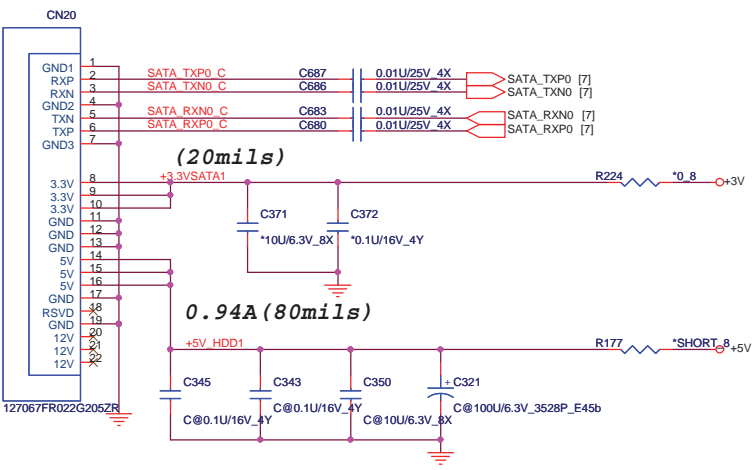 CN20
GND1 1
RXP 2 SATA_TXP0_C C687 0.01U/25V_4X SATA_TXP0 [7]
RXN 3 SATA_TXN0_C C686 0.01U/25V_4X SATA_TXN0 [7]
GND2 4
TXN 5 SATA_RXN0_C C683 0.01U/25V_4X SATA_RXN0 [7]
TXP 6 SATA_RXP0_C C680 0.01U/25V_4X SATA_RXP0 [7]
GND3 7
(20mils)
3.3V 8 +3.3VSATA1 R224 *0_8 +3V
3.3V 9
3.3V 10
GND 11 C371 C372
GND 12
GND 13 *10U/6.3V_8X *0.1U/16V_4Y
5V 14
5V 15
5V 16
GND 17
RSVD 18 0.94A(80mils)
GND 19
12V 20 +5V_HDD1 R177 *SHORT_8 +5V
12V 21
12V 22
C345 C343 C350 + C321
127067FR022G205ZR C@0.1U/16V_4Y C@0.1U/16V_4Y C@10U/6.3V_8X C@100U/6.3V_3528P_E45b